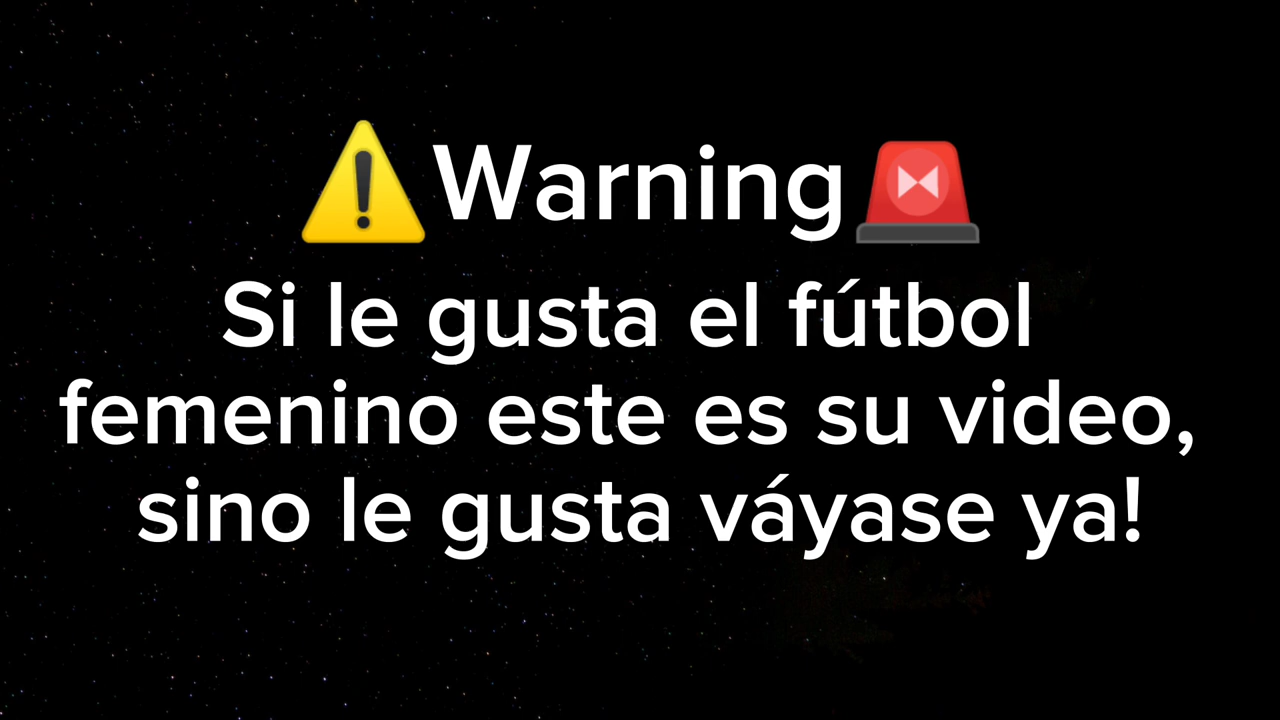 ⚠️Warning🚨
Si le gusta el fútbol
femenino este es su video,
sino le gusta váyase ya!